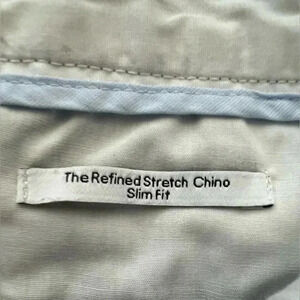 The Refined Stretch Chino
Slim Fit